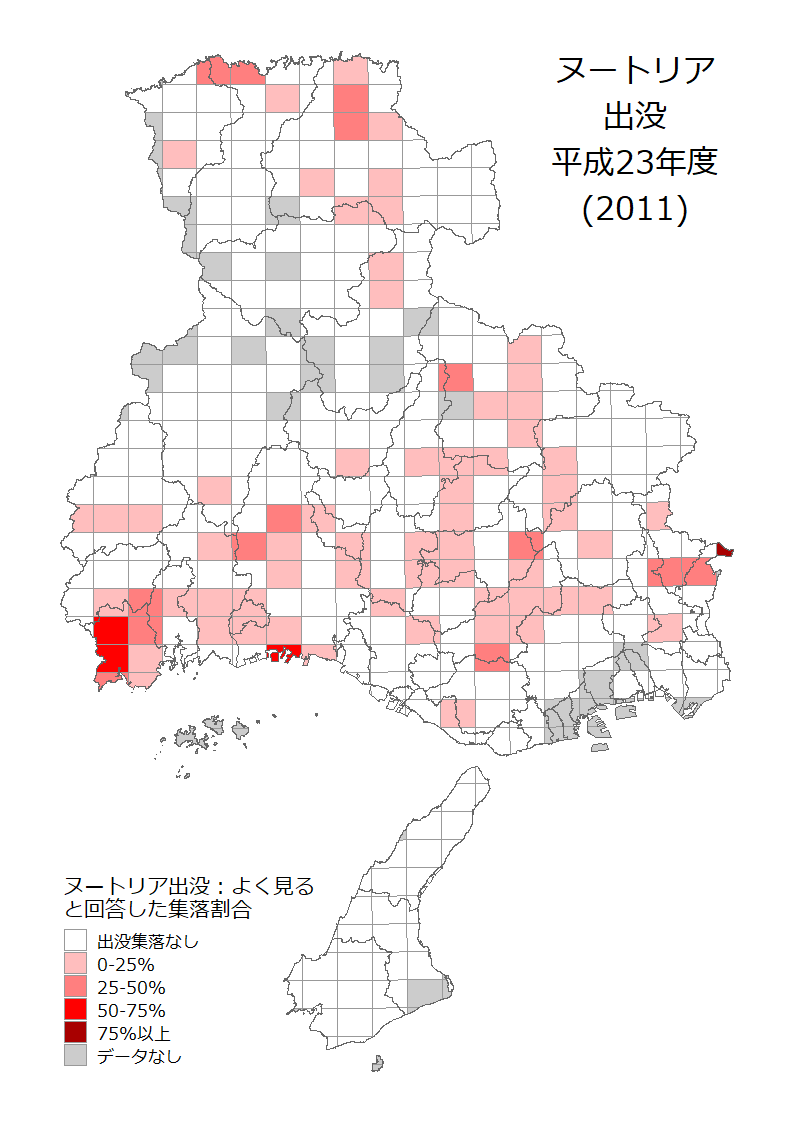 ヌートリア
出没
平成23年度
(2011)
ヌートリア出没：よく見る
と回答した集落割合
出没集落なし
0-25%
25-50%
50-75%
75%以上
データなし